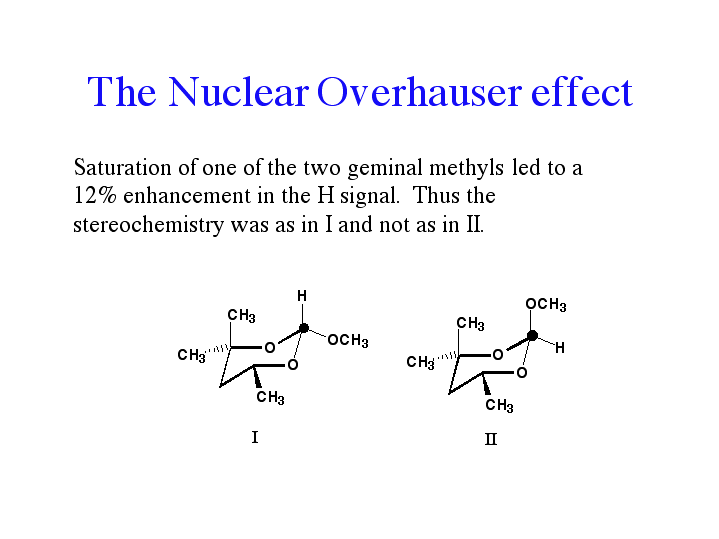 The Nuclear Overhauser effect
Saturation of one of the two geminal methyls led to a
12% enhancement in the H signal. Thus the
stereochemistry was as in I and not as in II.
H
CH3
OCH3
O
CH3
O
CH3
I
OCH3
CH3
H
O
CH3
O
CH3
II